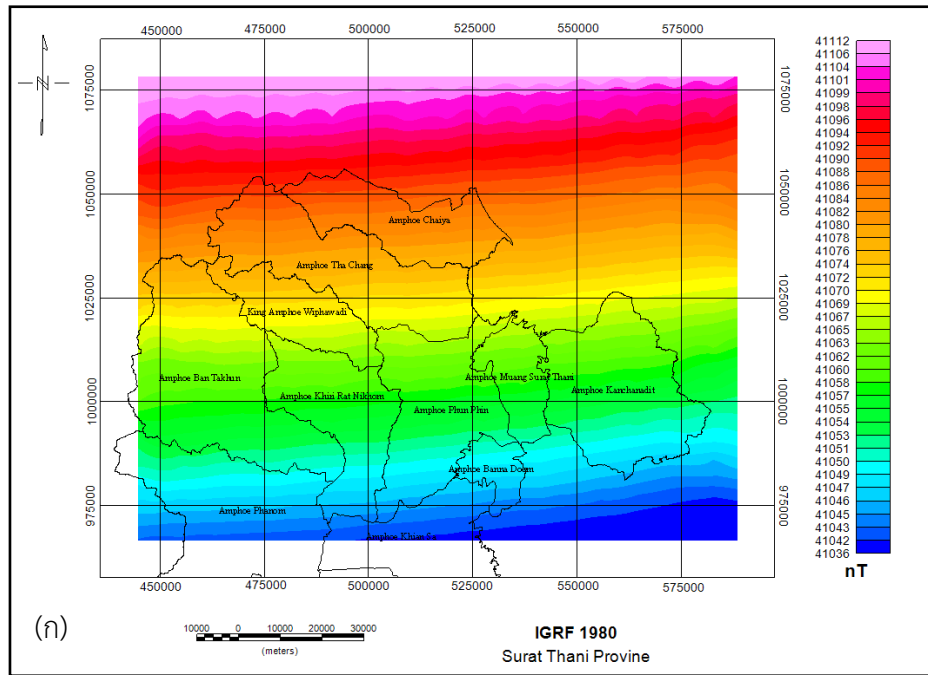 450000 475000 500000 525000 550000 575000
1075000 1075000
1050000 1050000
1025000 1025000
1000000 1000000
975000 975000
N
Amphoe Chaiya
Amphoe Tha Chang
King Amphoe Wiphawadi
Amphoe Ban Takhun
Amphoe Muang Surat Thani
Amphoe Khiri Rat Nikhom
Amphoe Kanchanadit
Amphoe Phun Phin
Amphoe Banna Doem
Amphoe Phanom
450000 475000 500000 525000 550000 575000
41112
41106
41104
41101
41099
41098
41096
41094
41092
41090
41088
41086
41084
41082
41080
41078
41076
41074
41072
41070
41069
41067
41065
41063
41062
41060
41058
41057
41055
41054
41053
41051
41050
41049
41047
41046
41045
41043
41042
41036
nT
(ก)
10000 0 10000 20000 30000
(meters)
IGRF 1980
Surat Thani Provine